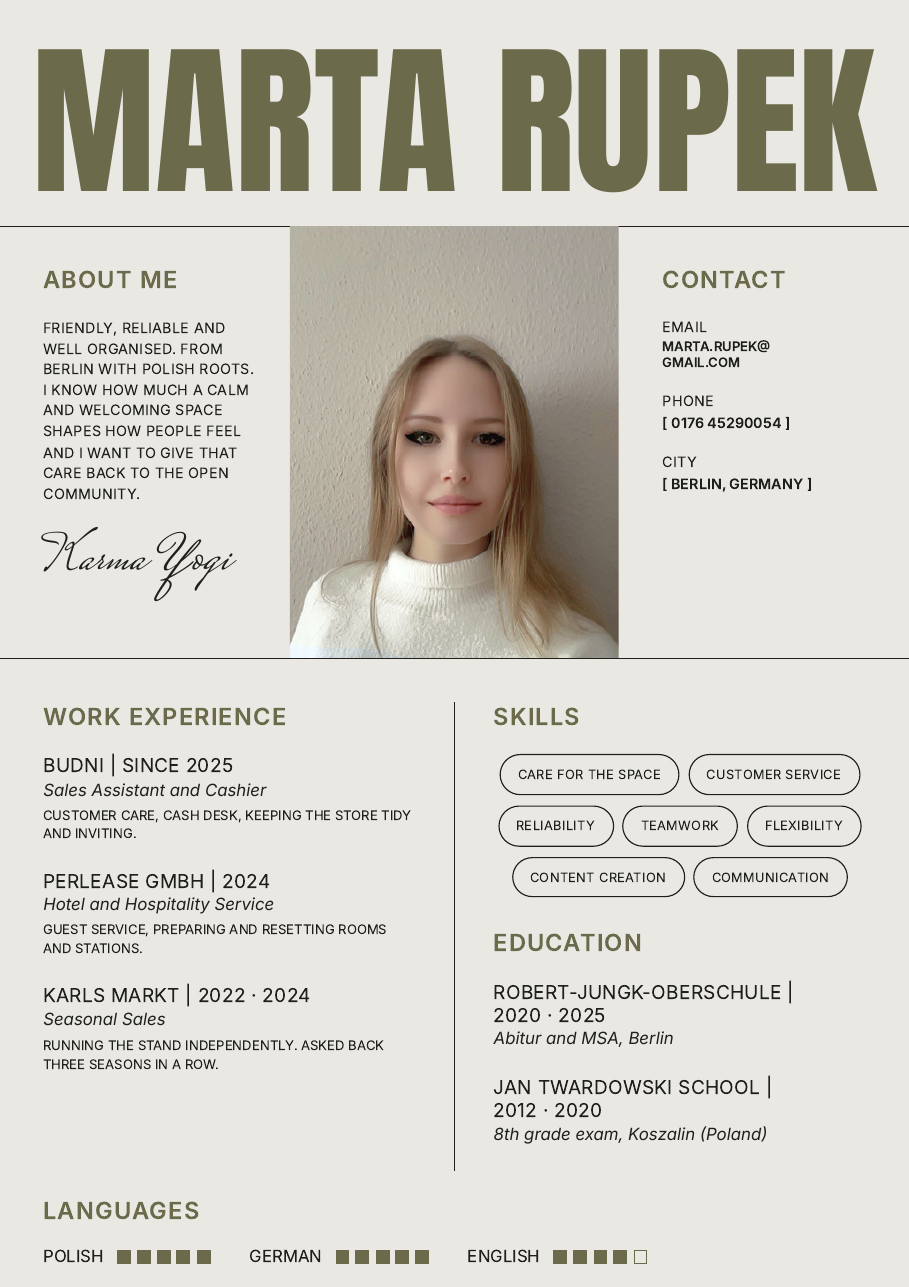 MARTA RUPEK
ABOUT ME
FRIENDLY, RELIABLE AND
WELL ORGANISED. FROM
BERLIN WITH POLISH ROOTS.
I KNOW HOW MUCH A CALM
AND WELCOMING SPACE
SHAPES HOW PEOPLE FEEL
AND I WANT TO GIVE THAT
CARE BACK TO THE OPEN
COMMUNITY.
Karma Yogi
CONTACT
EMAIL
MARTA.RUPEK@
GMAIL.COM
PHONE
[ 0176 45290054 ]
CITY
[ BERLIN, GERMANY ]
WORK EXPERIENCE
BUDNI | SINCE 2025
Sales Assistant and Cashier
CUSTOMER CARE, CASH DESK, KEEPING THE STORE TIDY
AND INVITING.
PERLEASE GMBH | 2024
Hotel and Hospitality Service
GUEST SERVICE, PREPARING AND RESETTING ROOMS
AND STATIONS.
KARLS MARKT | 2022 · 2024
Seasonal Sales
RUNNING THE STAND INDEPENDENTLY. ASKED BACK
THREE SEASONS IN A ROW.
SKILLS
CARE FOR THE SPACE CUSTOMER SERVICE
RELIABILITY TEAMWORK FLEXIBILITY
CONTENT CREATION COMMUNICATION
EDUCATION
ROBERT-JUNGK-OBERSCHULE |
2020 · 2025
Abitur and MSA, Berlin
JAN TWARDOWSKI SCHOOL |
2012 · 2020
8th grade exam, Koszalin (Poland)
LANGUAGES
POLISH GERMAN ENGLISH